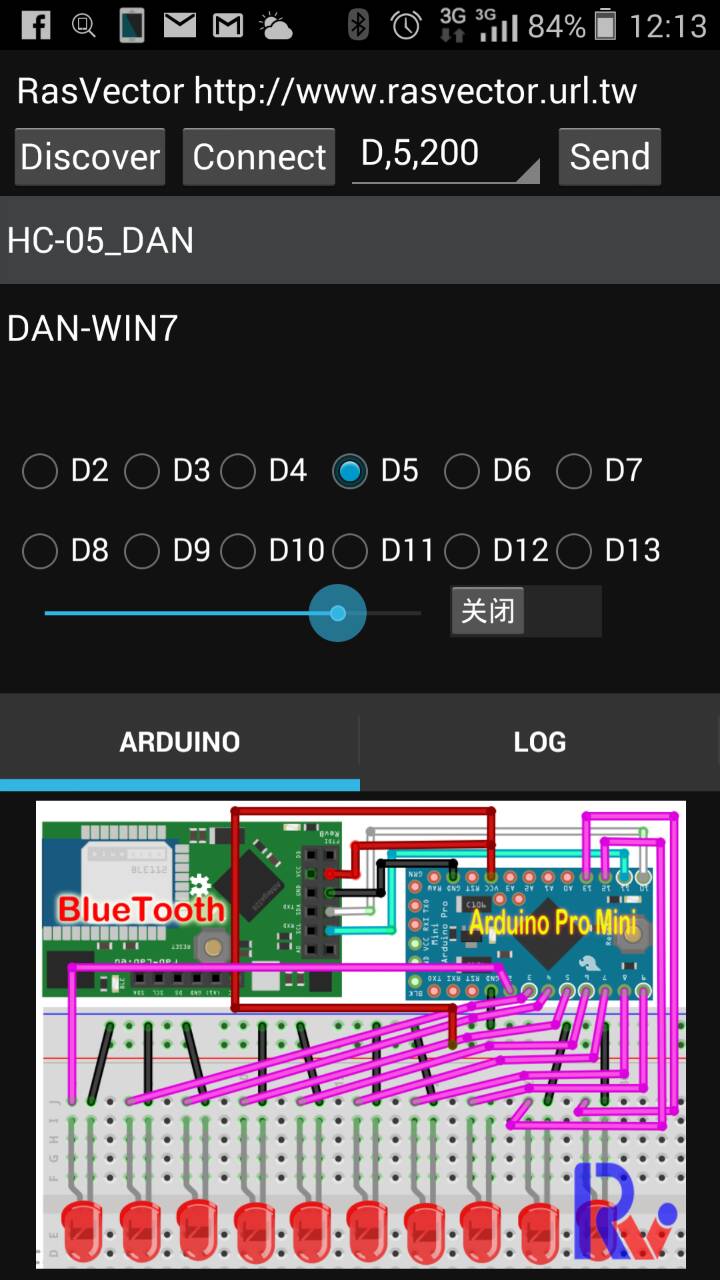 3G 3G 84% 12:13
RasVector http://www.rasvector.url.tw
Discover Connect D,5,200 Send
HC-05_DAN
DAN-WIN7
D2 D3 D4 D5 D6 D7
D8 D9 D10 D11 D12 D13
关闭
ARDUINO LOG
BlueTooth
Arduino Pro Mini